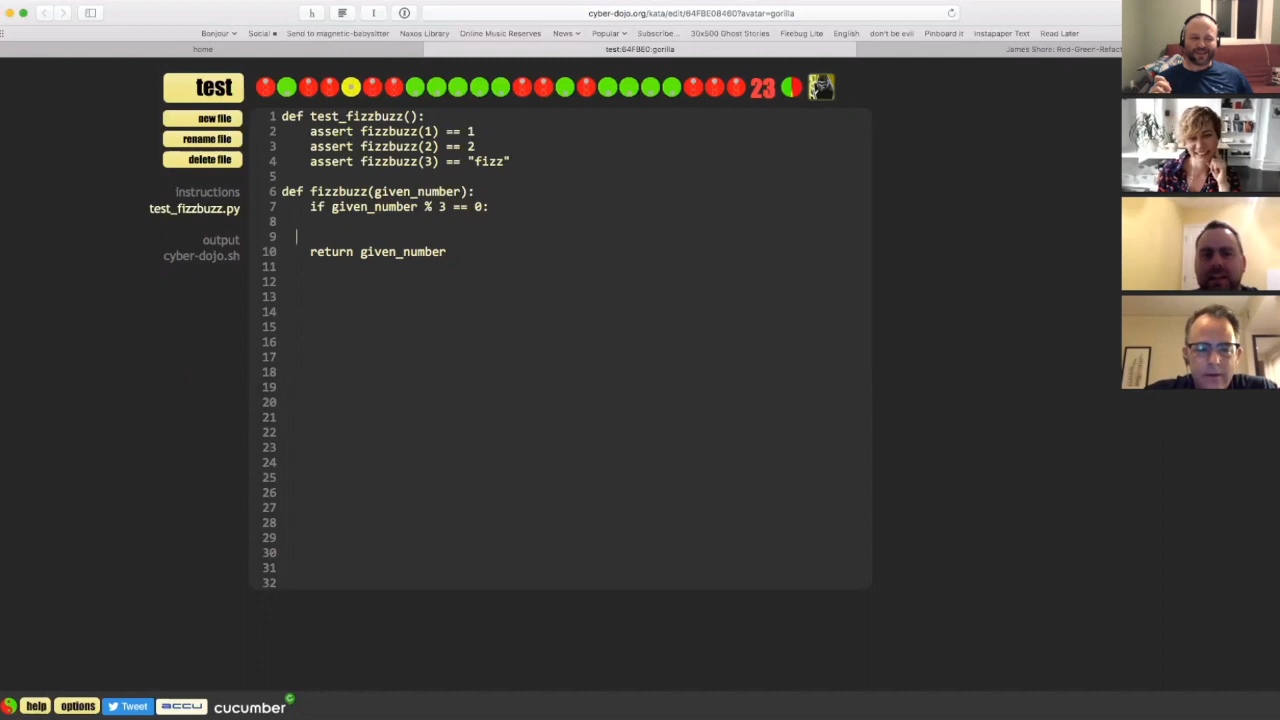 cyber-dojo.org/kata/edit/64FBE08460?avatar=gorilla
Bonjour Social Send to magnetic-babysitter Naxos Library Online Music Reserves News Popular Subscribe... 30x500 Ghost Stories Firebug Lite English don't be evil Pinboard it Instapaper Text Read Later
home test:64FBE0:gorilla James Shore: Red-Green-Refact
test 23
new file
rename file
delete file
instructions
test_fizzbuzz.py
output
cyber-dojo.sh
1 def test_fizzbuzz():
2 assert fizzbuzz(1) == 1
3 assert fizzbuzz(2) == 2
4 assert fizzbuzz(3) == "fizz"
5
6 def fizzbuzz(given_number):
7 if given_number % 3 == 0:
8
9
10 return given_number
11
12
13
14
15
16
17
18
19
20
21
22
23
24
25
26
27
28
29
30
31
32
help options Tweet accu cucumber